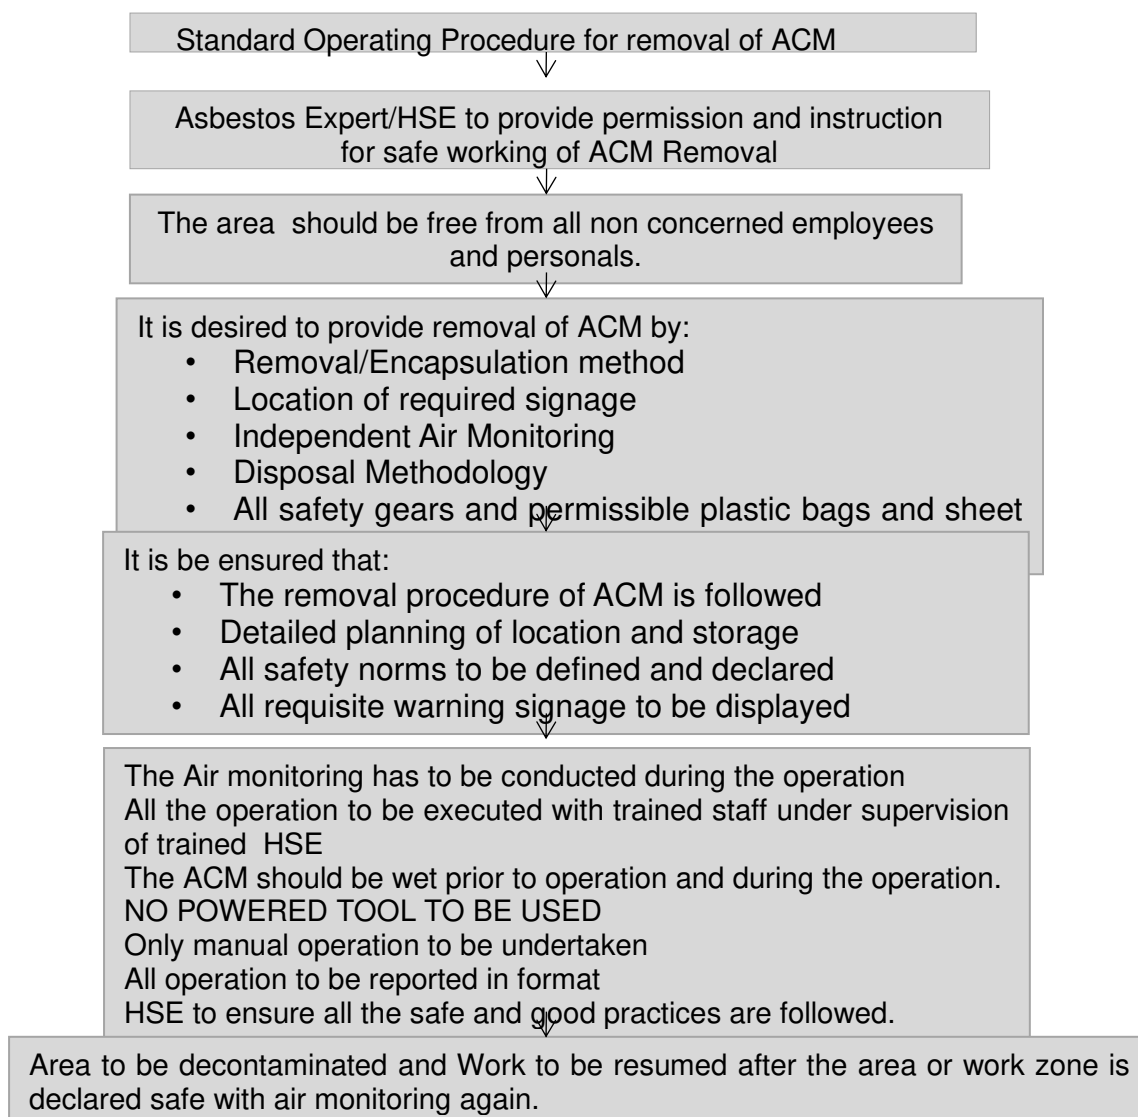 Standard Operating Procedure for removal of ACM
Asbestos Expert/HSE to provide permission and instruction
for safe working of ACM Removal
The area  should be free from all non concerned employees
and personals.
It is desired to provide removal of ACM by:
• Removal/Encapsulation method
• Location of required signage
• Independent Air Monitoring
• Disposal Methodology
• All safety gears and permissible plastic bags and sheet
It is be ensured that:
• The removal procedure of ACM is followed
• Detailed planning of location and storage
• All safety norms to be defined and declared
• All requisite warning signage to be displayed
The Air monitoring has to be conducted during the operation
All the operation to be executed with trained staff under supervision
of trained  HSE
The ACM should be wet prior to operation and during the operation.
NO POWERED TOOL TO BE USED
Only manual operation to be undertaken
All operation to be reported in format
HSE to ensure all the safe and good practices are followed.
Area to be decontaminated and Work to be resumed after the area or work zone is
declared safe with air monitoring again.